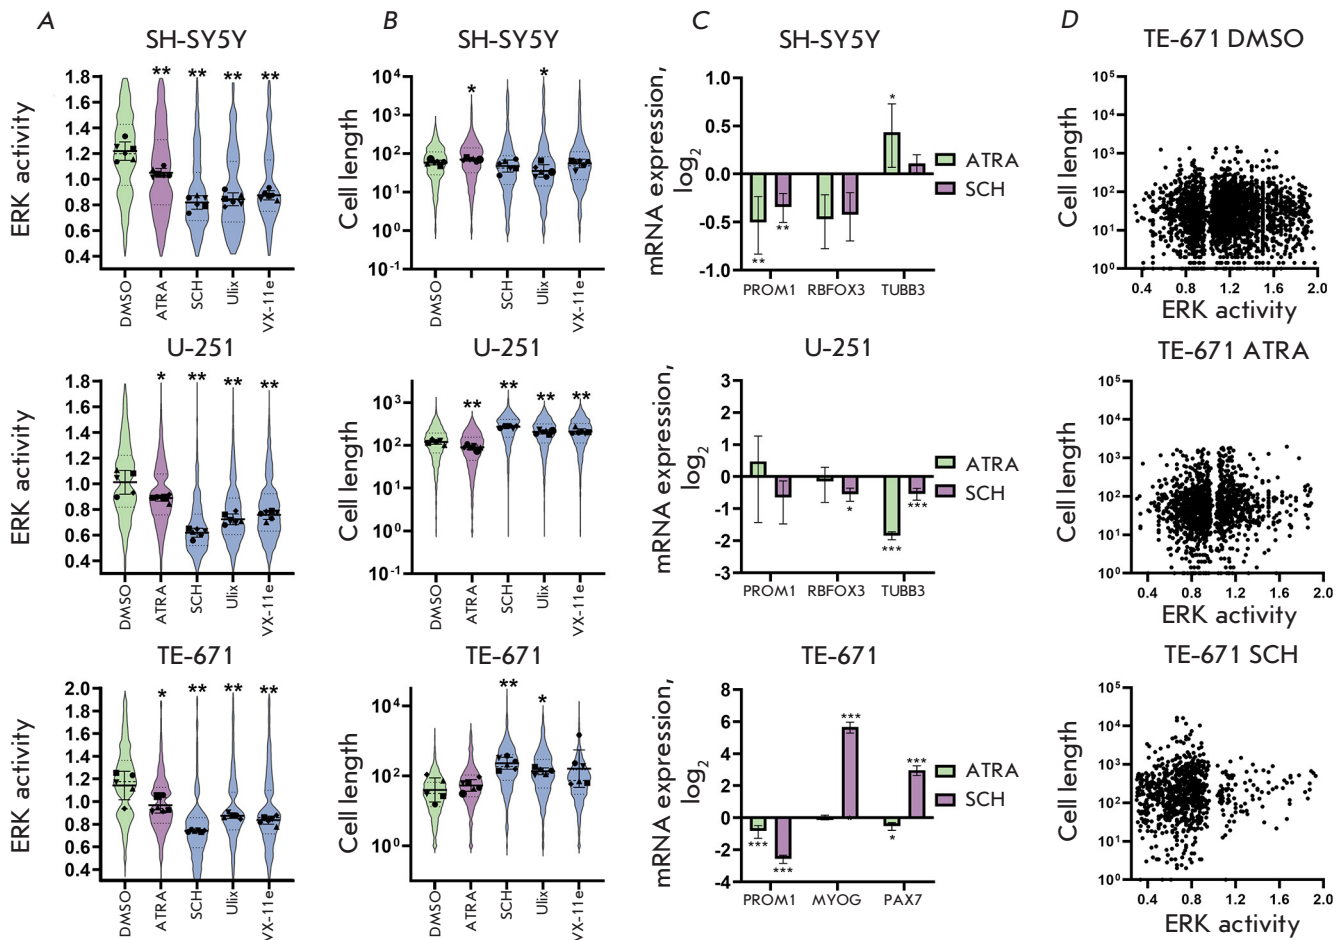 A
B
C
D
SH-SY5Y
ERK activity
1.8
1.6
1.4
1.2
1.0
0.8
0.6
0.4
** ** ** **
DMSO
ATRA
SCH
Ulix
VX-11e
SH-SY5Y
Cell length
10⁴
10³
10²
10¹
10⁰
10⁻¹
* *
DMSO
ATRA
SCH
Ulix
VX-11e
SH-SY5Y
mRNA expression,
log₂
1.0
0.5
0.0
-0.5
-1.0
*
**
**
PROM1 RBFOX3 TUBB3
ATRA
SCH
TE-671 DMSO
Cell length
10⁵
10⁴
10³
10²
10¹
10⁰
0.4 0.8 1.2 1.6 2.0
ERK activity
U-251
ERK activity
1.8
1.6
1.4
1.2
1.0
0.8
0.6
0.4
* ** ** **
DMSO
ATRA
SCH
Ulix
VX-11e
U-251
Cell length
10³
10²
10¹
10⁰
10⁻¹
** ** ** **
DMSO
ATRA
SCH
Ulix
VX-11e
U-251
mRNA expression,
log₂
3
2
1
0
-1
-2
-3
* ***
***
PROM1 RBFOX3 TUBB3
ATRA
SCH
TE-671 ATRA
Cell length
10⁵
10⁴
10³
10²
10¹
10⁰
0.4 0.8 1.2 1.6 2.0
ERK activity
TE-671
ERK activity
2.0
1.8
1.6
1.4
1.2
1.0
0.8
0.6
0.4
* ** ** **
DMSO
ATRA
SCH
Ulix
VX-11e
TE-671
Cell length
10⁴
10²
10⁰
** *
DMSO
ATRA
SCH
Ulix
VX-11e
TE-671
mRNA expression,
log₂
8
6
4
2
0
-2
-4
***
***
*** *
***
PROM1 MYOG PAX7
ATRA
SCH
TE-671 SCH
Cell length
10⁵
10⁴
10³
10²
10¹
10⁰
0.4 0.8 1.2 1.6 2.0
ERK activity